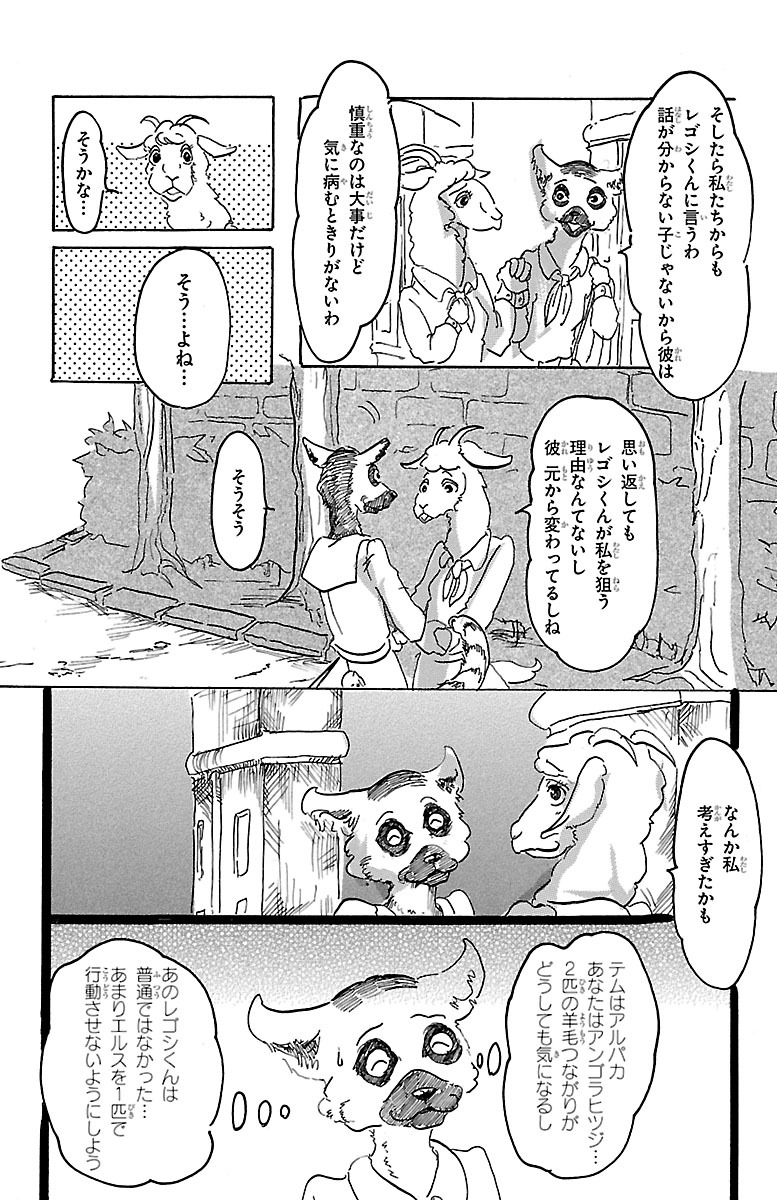 そしたら私たちからも
レゴシくんに言うわ
話が分からない子じゃないから彼は
慎重なのは大事だけど
気に病むときりがないわ
そうかな…
そう…よね…
思い返しても
レゴシくんが私を狙う
理由なんてないし
彼 元から変わってるしね
そうそう
なんか私
考えすぎたかも
テムはアルパカ
あなたはアンゴラヒツジ…
2匹の羊毛つながりが
どうしても気になるし
あのレゴシくんは
普通ではなかった…
あまりエルスを1匹で
行動させないようにしよう